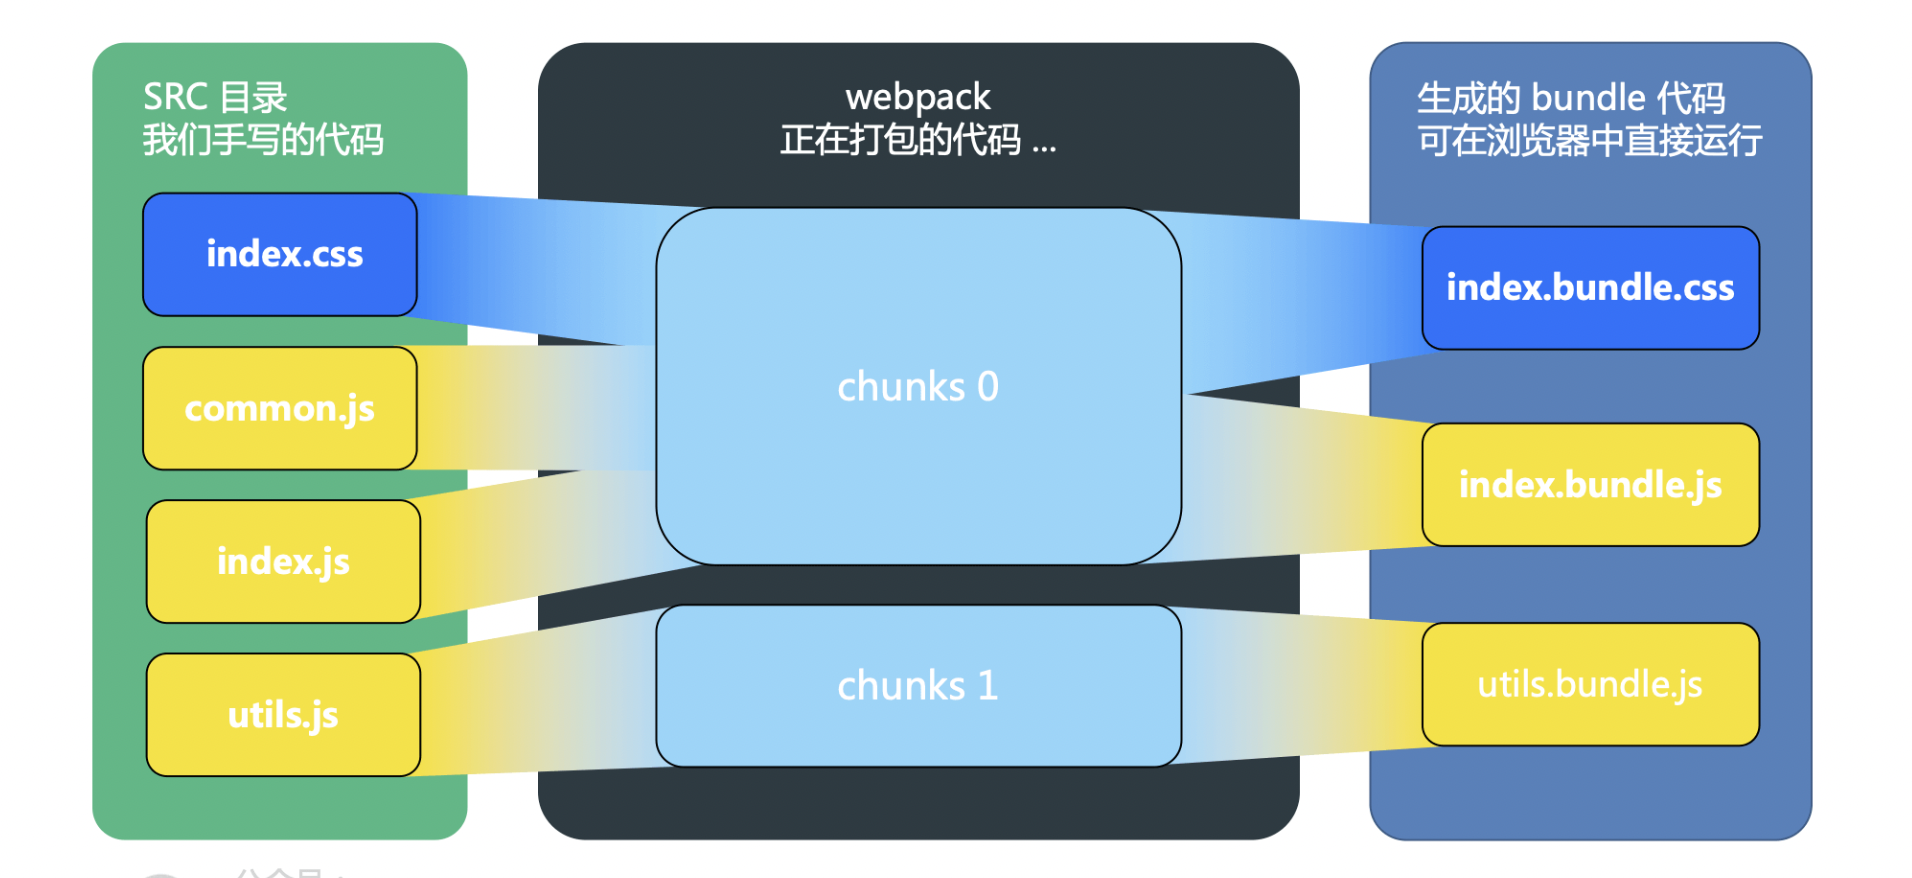 SRC 目录
我们手写的代码
index.css
common.js
index.js
utils.js
webpack
正在打包的代码 ...
chunks 0
chunks 1
生成的 bundle 代码
可在浏览器中直接运行
index.bundle.css
index.bundle.js
utils.bundle.js